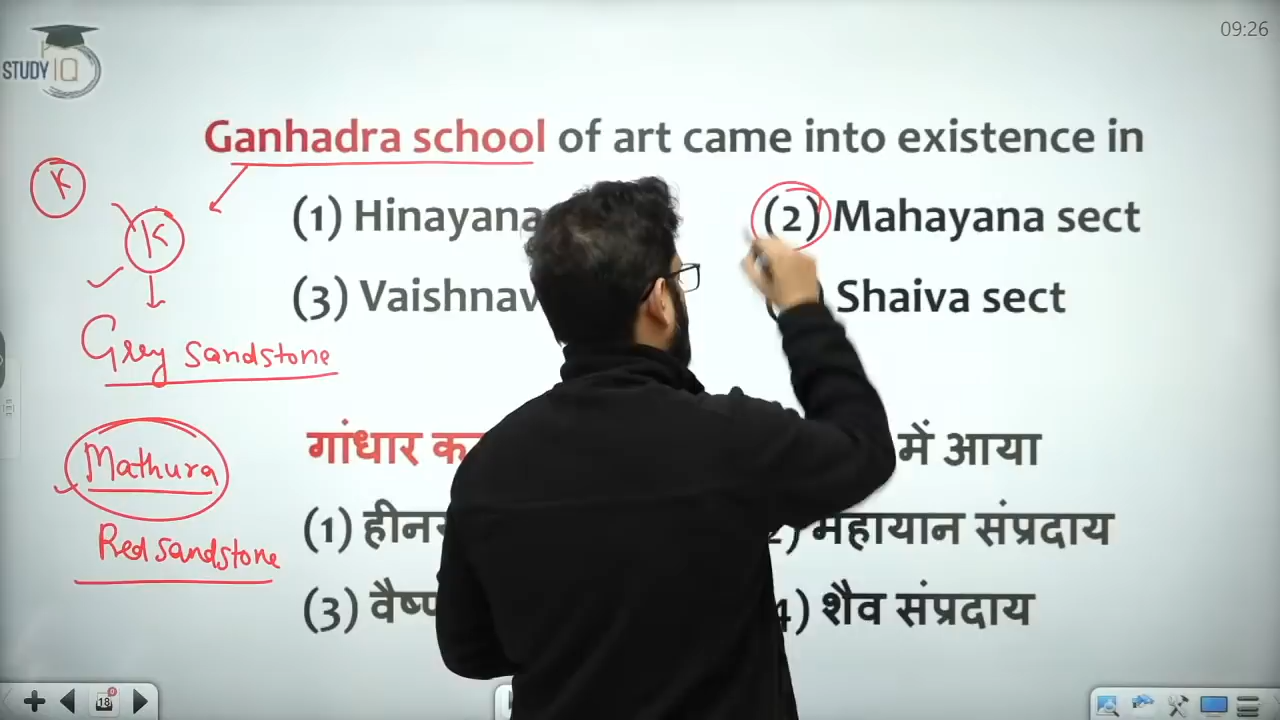 09:26
STUDY IQ
Ganhadra school of art came into existence in
K
(1) Hinayana
(2) Mahayana sect
K
(3) Vaishnav
Shaiva sect
Grey sandstone
गांधार
में आया
Mathura
(1)
महायान संप्रदाय
Red sandstone
(3)
4) शैव संप्रदाय
18